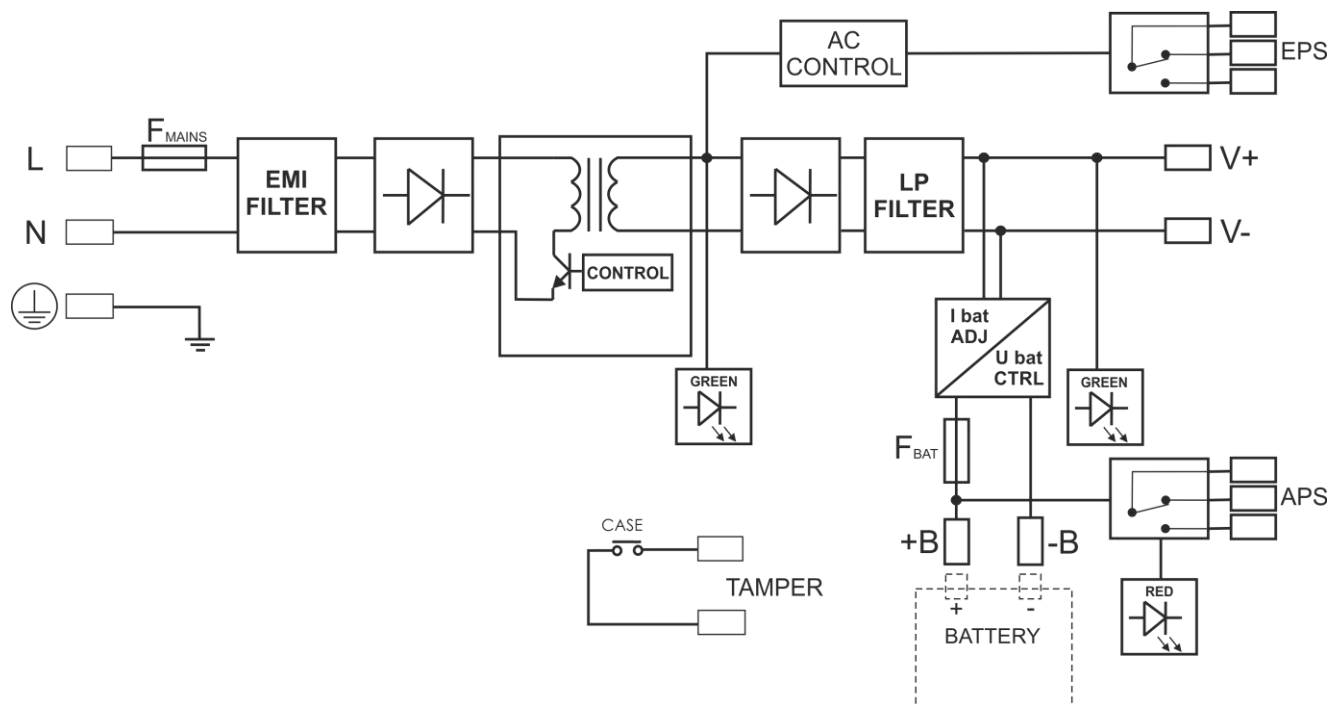 AC
CONTROL
EPS
L
F MAINS
EMI
FILTER
LP
FILTER
V+
N
V-
CONTROL
I bat
ADJ
U bat
CTRL
GREEN
GREEN
F BAT
APS
CASE
+B
-B
TAMPER
RED
+
-
BATTERY